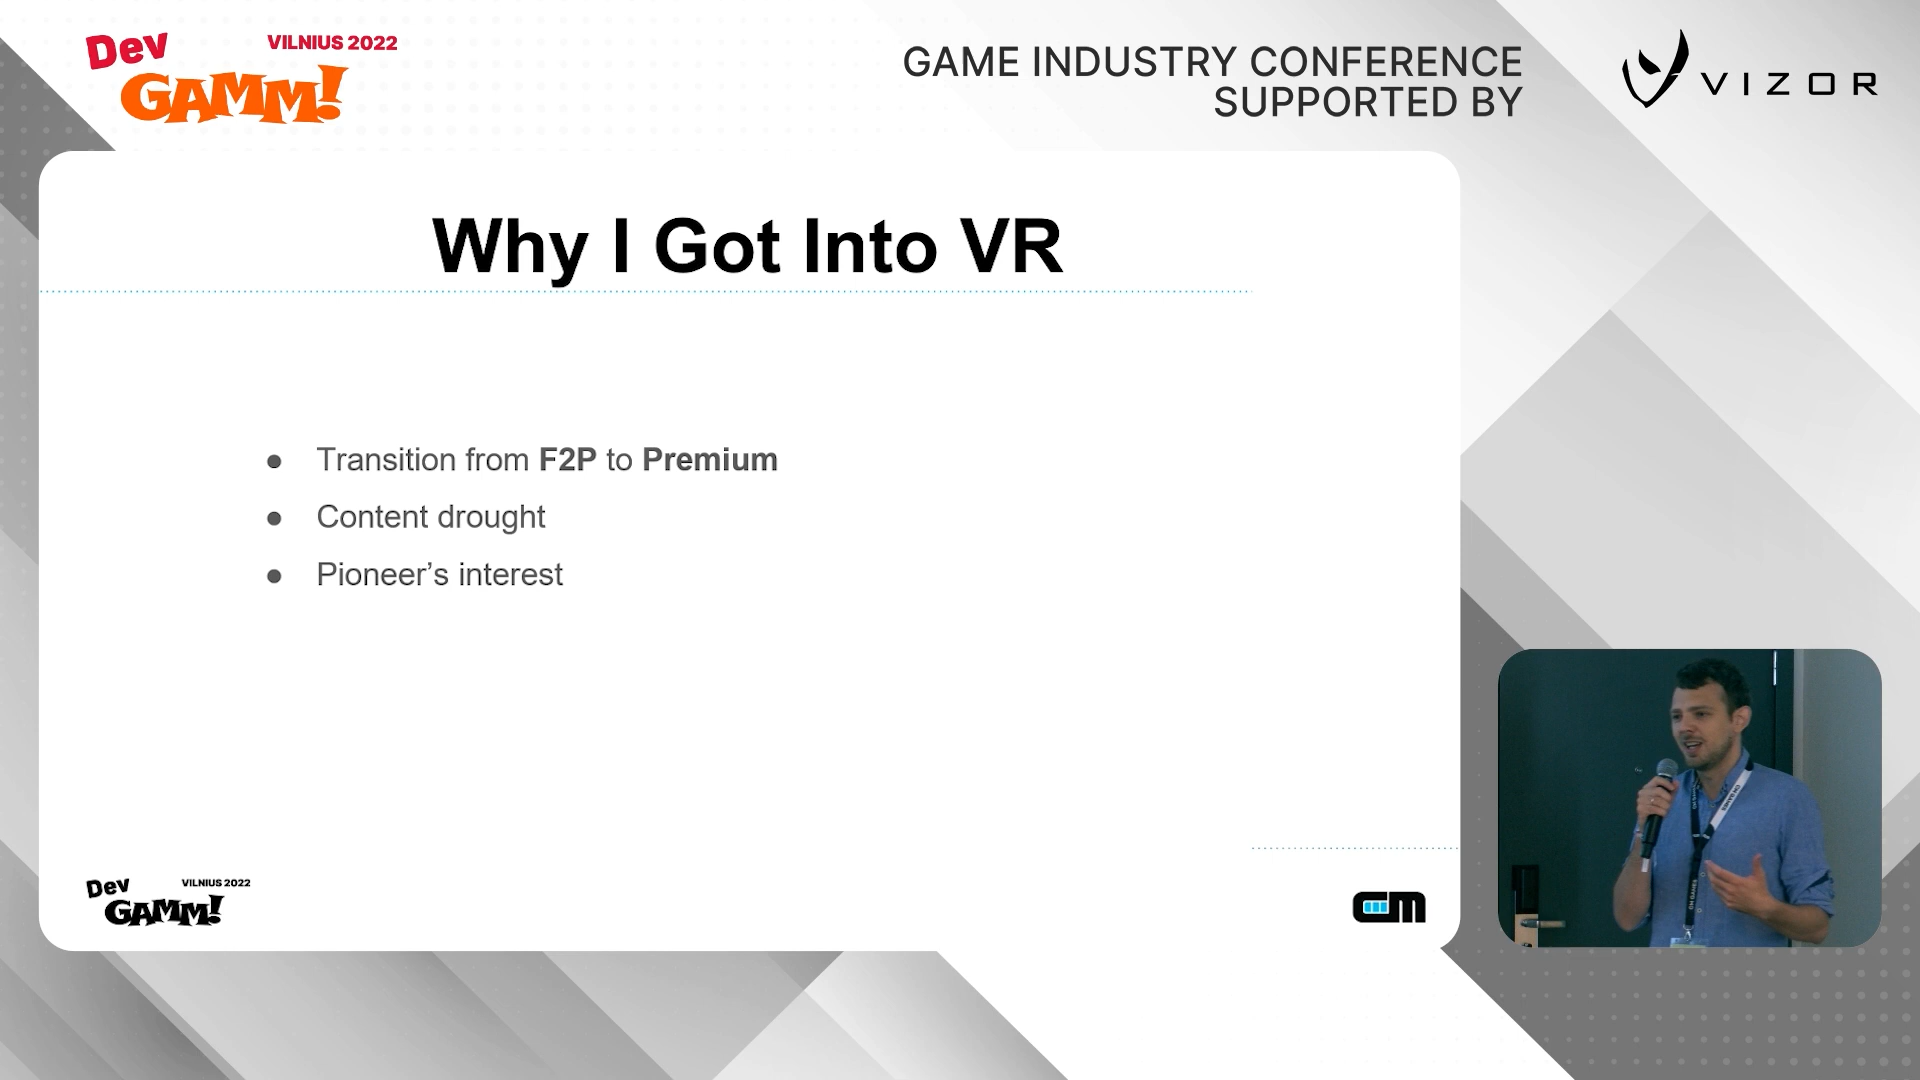 Dev
GAMM!
VILNIUS 2022
GAME INDUSTRY CONFERENCE
SUPPORTED BY
VIZOR
Why I Got Into VR
● Transition from F2P to Premium
● Content drought
● Pioneer’s interest
Dev
GAMM!
VILNIUS 2022
GM